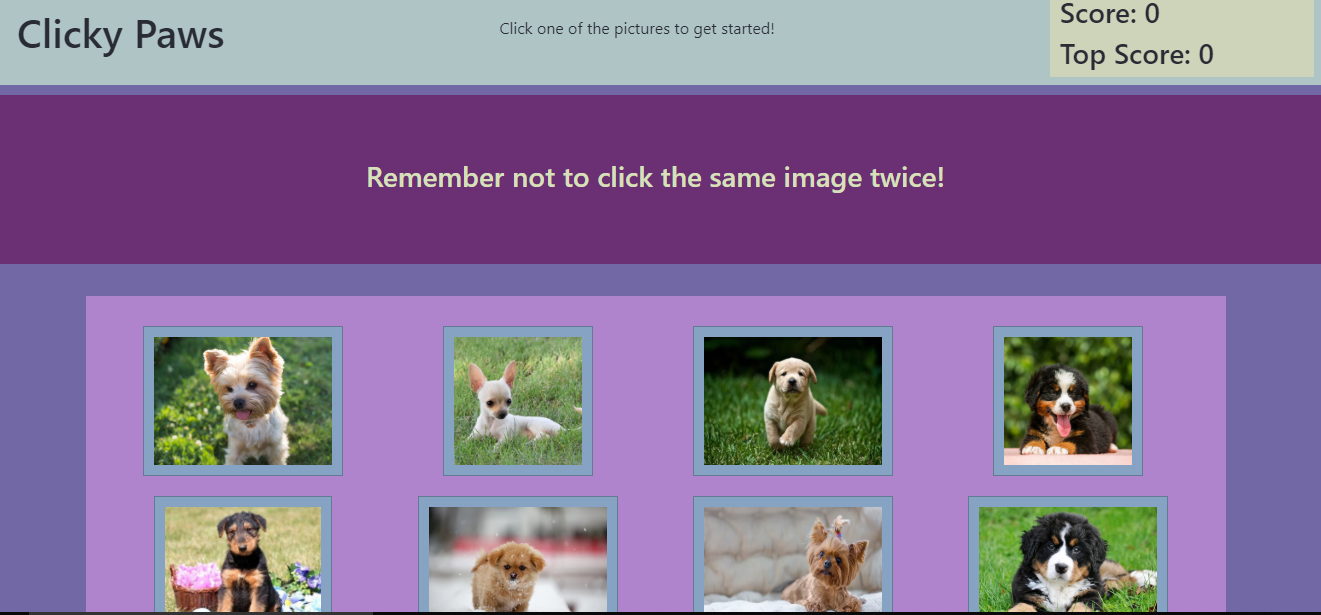 Clicky Paws
Click one of the pictures to get started!
Score: 0
Top Score: 0
Remember not to click the same image twice!